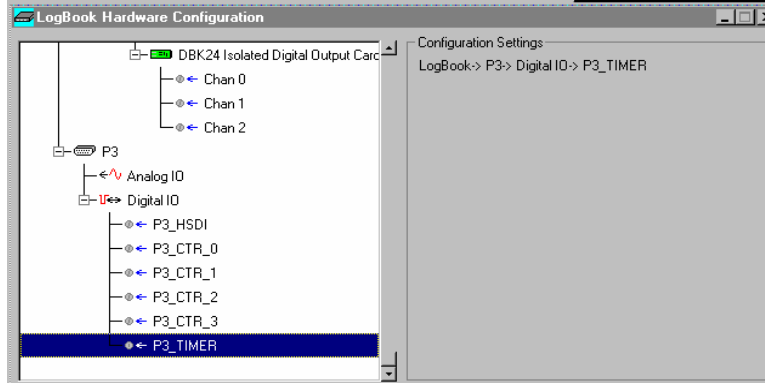 LogBook Hardware Configuration
DBK24 Isolated Digital Output Carc
Chan 0
Chan 1
Chan 2
P3
Analog IO
Digital IO
P3_HSDI
P3_CTR_0
P3_CTR_1
P3_CTR_2
P3_CTR_3
P3_TIMER
Configuration Settings
LogBook-> P3-> Digital IO-> P3_TIMER